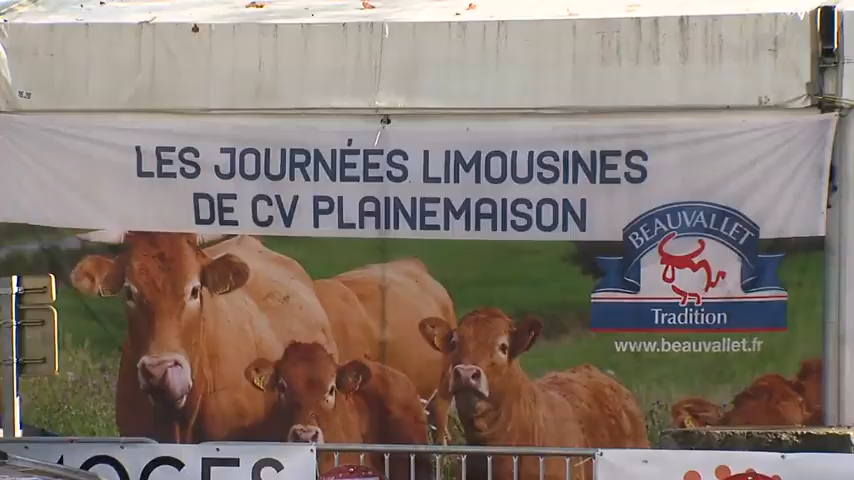 LES JOURNÉES LIMOUSINES
DE CV PLAINEMAISON
BEAUVALLET
Tradition
www.beauvallet.fr